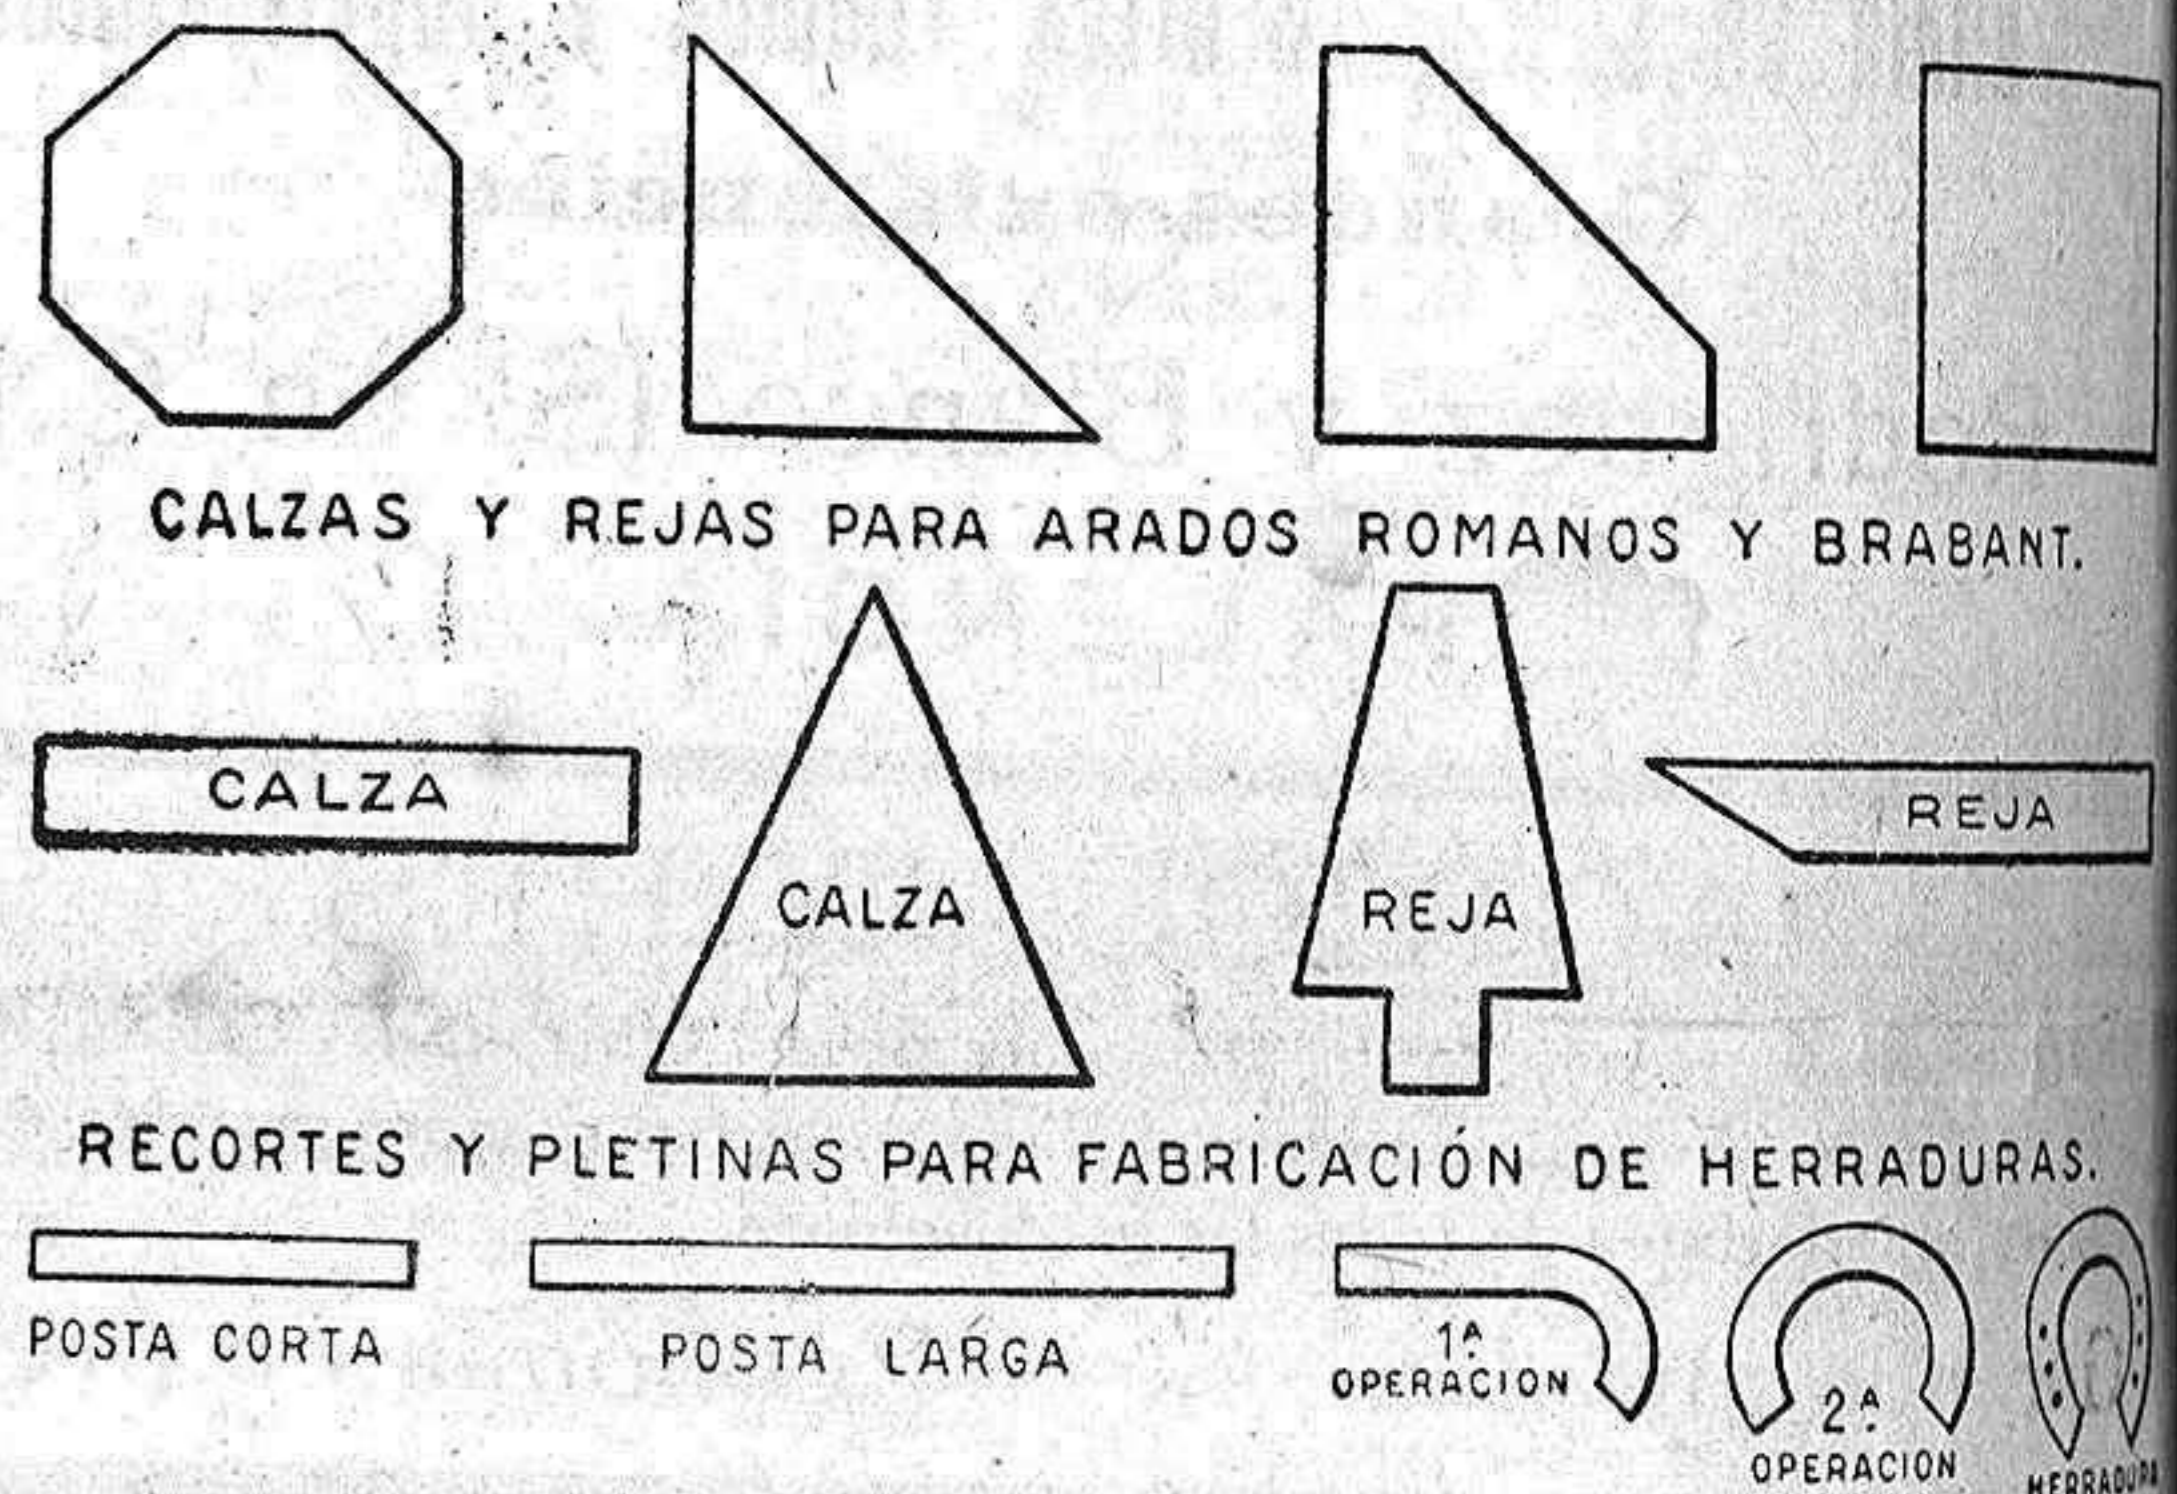 CALZAS Y REJAS PARA ARADOS ROMANOS Y BRABANT.
CALZA
CALZA
REJA
REJA
RECORTES Y PLETINAS PARA FABRICACIÓN DE HERRADURAS.
POSTA CORTA
POSTA LARGA
1ª
OPERACION
2ª
OPERACION
HERRADURA